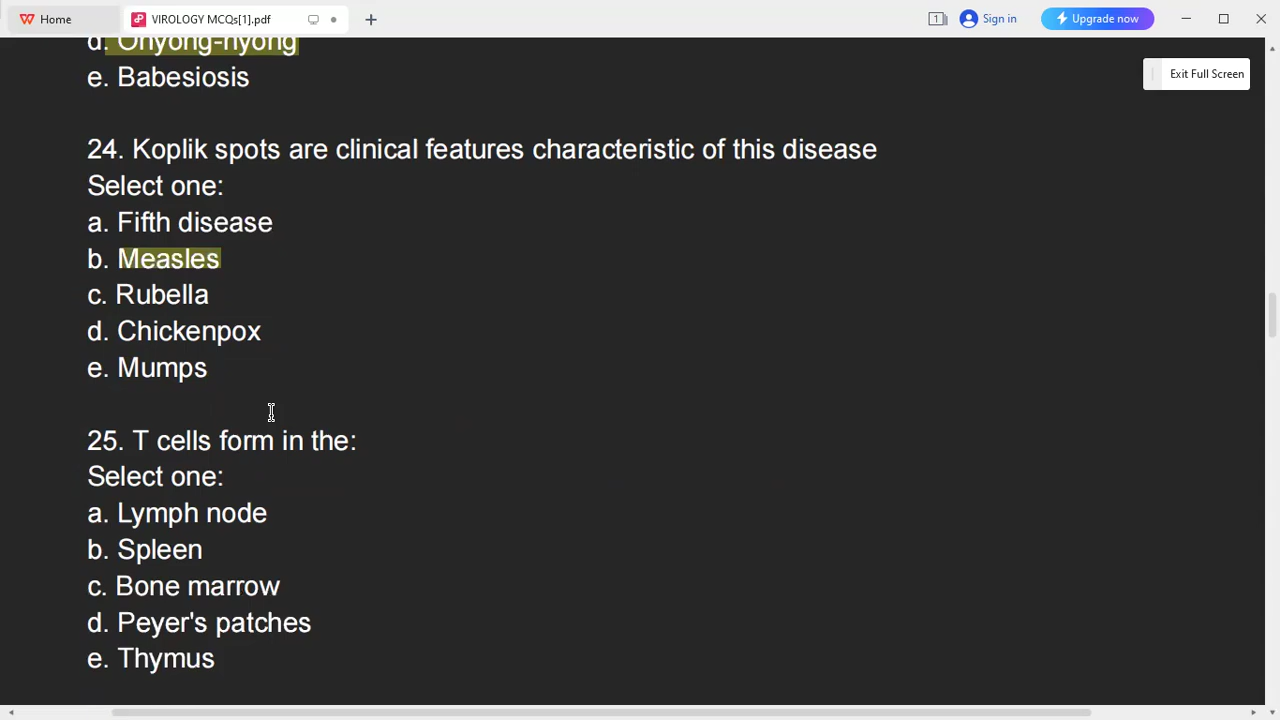 Home
VIROLOGY MCQs[1].pdf
1
Sign in
Upgrade now
Exit Full Screen
d. Onyong-nyong
e. Babesiosis
24. Koplik spots are clinical features characteristic of this disease
Select one:
a. Fifth disease
b. Measles
c. Rubella
d. Chickenpox
e. Mumps
25. T cells form in the:
Select one:
a. Lymph node
b. Spleen
c. Bone marrow
d. Peyer's patches
e. Thymus